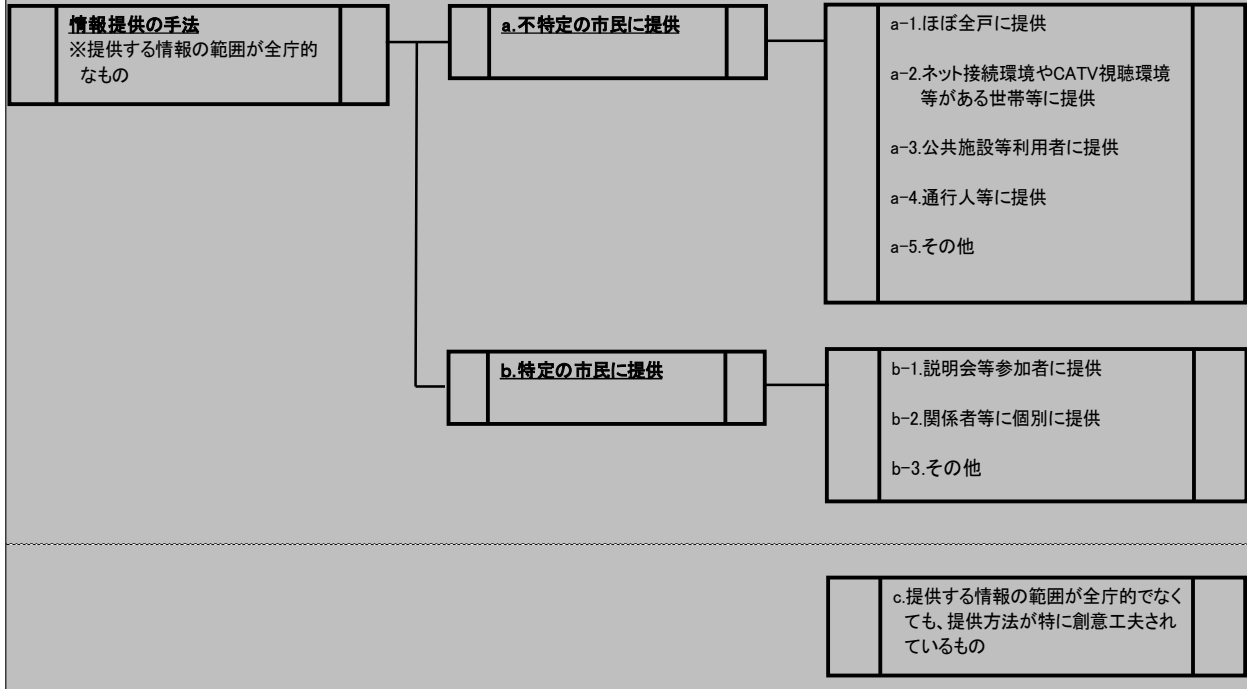 情報提供の手法
※提供する情報の範囲が全庁的
なもの
a.不特定の市民に提供
a-1.ほぼ全戸に提供
a-2.ネット接続環境やCATV視聴環境
等がある世帯等に提供
a-3.公共施設等利用者に提供
a-4.通行人等に提供
a-5.その他
b.特定の市民に提供
b-1.説明会等参加者に提供
b-2.関係者等に個別に提供
b-3.その他
c.提供する情報の範囲が全庁的でなく
ても、提供方法が特に創意工夫され
ているもの